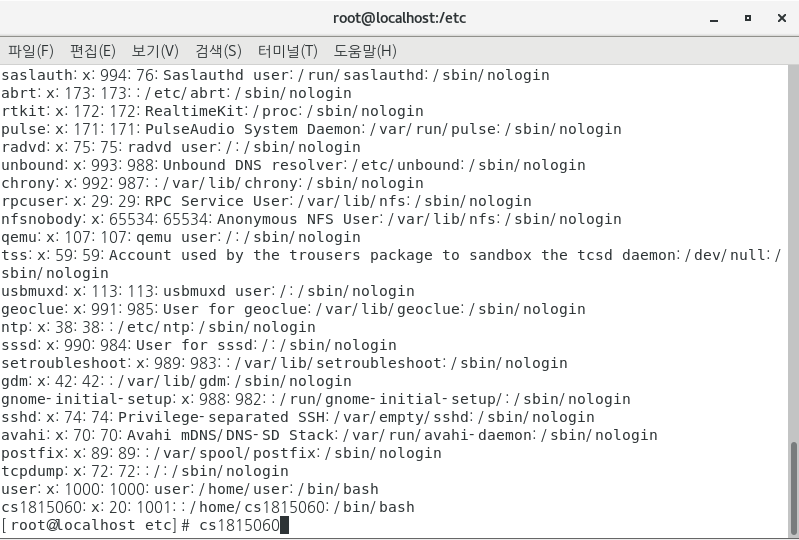 root@localhost:/etc
파일(F) 편집(E) 보기(V) 검색(S) 터미널(T) 도움말(H)
saslauth:x:994:76:Saslauthd user:/run/saslauthd:/sbin/nologin
abrt:x:173:173::/etc/abrt:/sbin/nologin
rtkit:x:172:172:RealtimeKit:/proc:/sbin/nologin
pulse:x:171:171:PulseAudio System Daemon:/var/run/pulse:/sbin/nologin
radvd:x:75:75:radvd user:/:/sbin/nologin
unbound:x:993:988:Unbound DNS resolver:/etc/unbound:/sbin/nologin
chrony:x:992:987::/var/lib/chrony:/sbin/nologin
rpcuser:x:29:29:RPC Service User:/var/lib/nfs:/sbin/nologin
nfsnobody:x:65534:65534:Anonymous NFS User:/var/lib/nfs:/sbin/nologin
qemu:x:107:107:qemu user:/:/sbin/nologin
tss:x:59:59:Account used by the trousers package to sandbox the tcsd daemon:/dev/null:/
sbin/nologin
usbmuxd:x:113:113:usbmuxd user:/:/sbin/nologin
geoclue:x:991:985:User for geoclue:/var/lib/geoclue:/sbin/nologin
ntp:x:38:38::/etc/ntp:/sbin/nologin
sssd:x:990:984:User for sssd:/:/sbin/nologin
setroubleshoot:x:989:983::/var/lib/setroubleshoot:/sbin/nologin
gdm:x:42:42::/var/lib/gdm:/sbin/nologin
gnome-initial-setup:x:988:982::/run/gnome-initial-setup/:/sbin/nologin
sshd:x:74:74:Privilege-separated SSH:/var/empty/sshd:/sbin/nologin
avahi:x:70:70:Avahi mDNS/DNS-SD Stack:/var/run/avahi-daemon:/sbin/nologin
postfix:x:89:89::/var/spool/postfix:/sbin/nologin
tcpdump:x:72:72::/:/sbin/nologin
user:x:1000:1000:user:/home/user:/bin/bash
cs1815060:x:20:1001::/home/cs1815060:/bin/bash
[root@localhost etc]# cs1815060